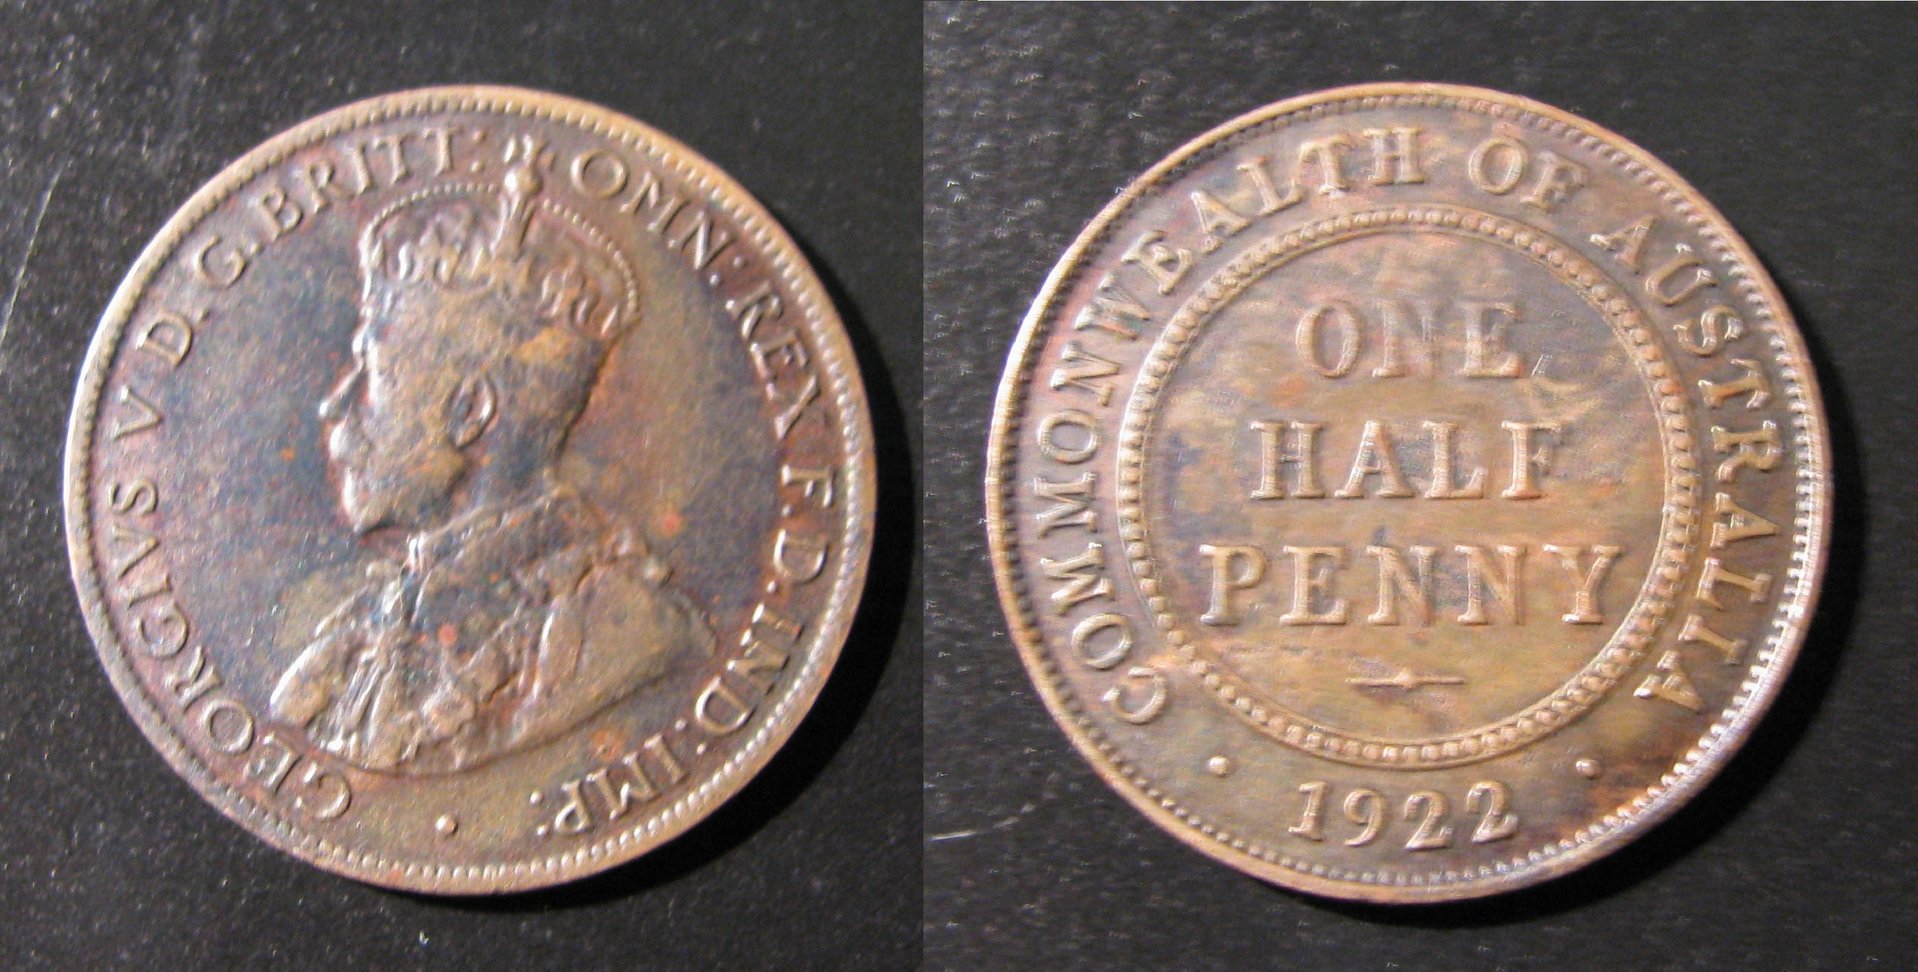 GEORGIVS V D.G.BRITT: OMN: REX F.D.IND:IMP:
COMMONWEALTH OF AUSTRALIA
ONE
HALF
PENNY
1922